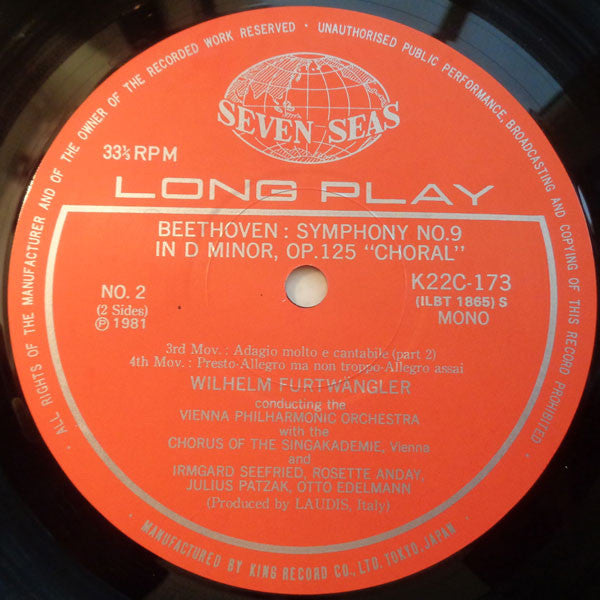 ALL RIGHTS OF THE MANUFACTURER AND OF THE OWNER OF THE RECORDED WORK RESERVED · UNAUTHORISED PUBLIC PERFORMANCE, BROADCASTING AND COPYING OF THIS RECORD PROHIBITED ·
SEVEN SEAS
33⅓ RPM
LONG PLAY
BEETHOVEN : SYMPHONY NO.9
IN D MINOR, OP.125 “CHORAL”
NO. 2
(2 Sides)
Ⓟ 1981
K22C-173
(ILBT 1865) S
MONO
3rd Mov. : Adagio molto e cantabile (part 2)
4th Mov. : Presto-Allegro ma non troppo-Allegro assai
WILHELM FURTWÄNGLER
conducting the
VIENNA PHILHARMONIC ORCHESTRA
with the
CHORUS OF THE SINGAKADEMIE, Vienna
and
IRMGARD SEEFRIED, ROSETTE ANDAY,
JULIUS PATZAK, OTTO EDELMANN
(Produced by LAUDIS, Italy)
MANUFACTURED BY KING RECORD CO., LTD. TOKYO, JAPAN